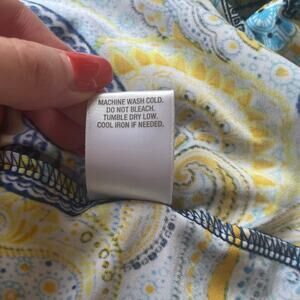 MACHINE WASH COLD.
DO NOT BLEACH.
TUMBLE DRY LOW.
COOL IRON IF NEEDED.